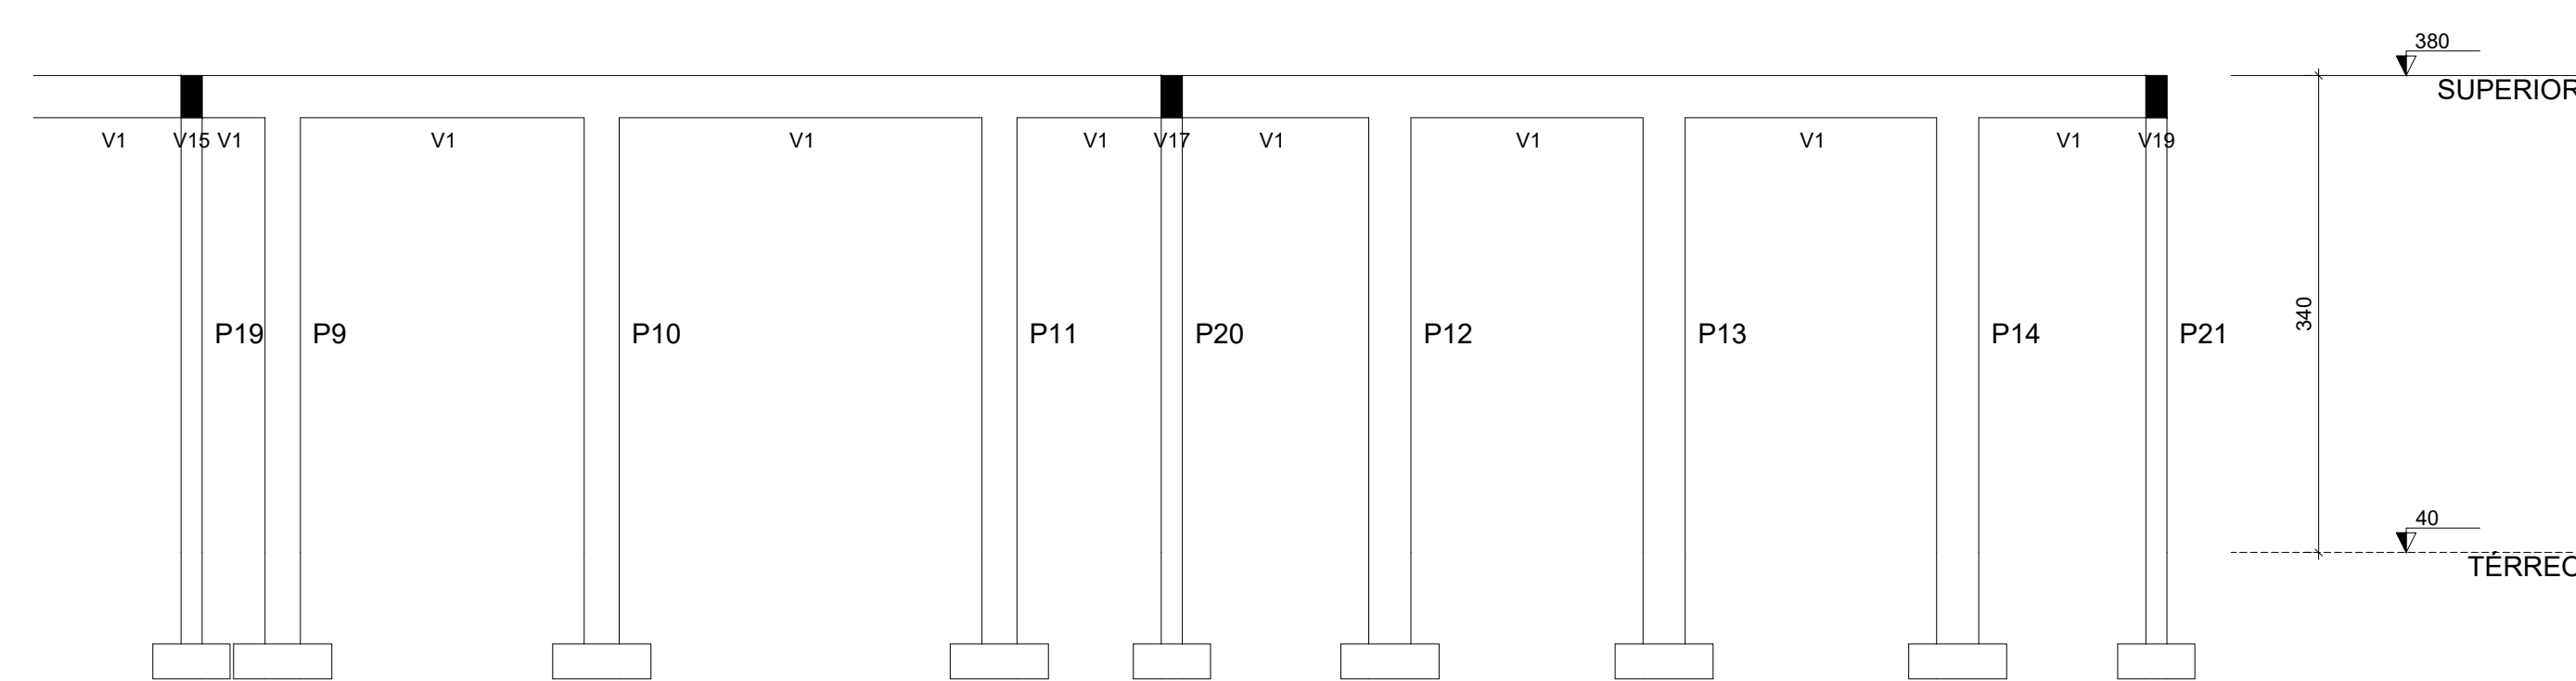 380
SUPERIOR
V1 V15 V1 V1 V1 V1 V17 V1 V1 V1 V1 V19
340
P19 P9 P10 P11 P20 P12 P13 P14 P21
40
TÉRREO